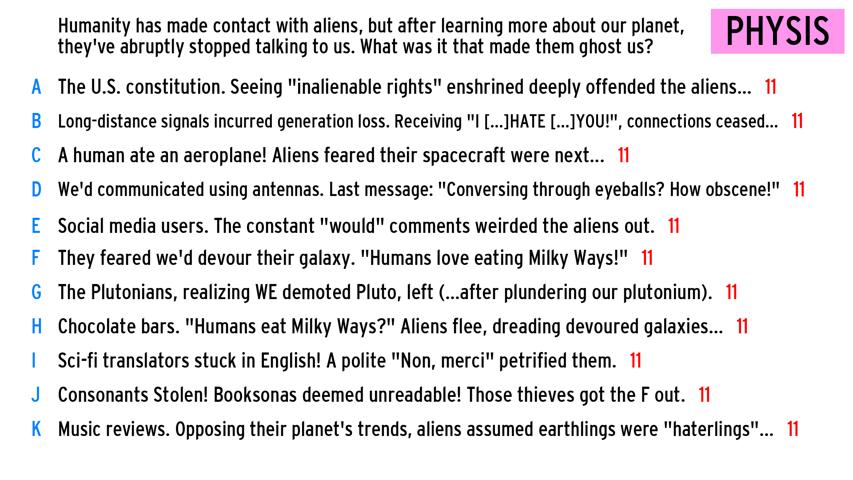 Humanity has made contact with aliens, but after learning more about our planet,
they've abruptly stopped talking to us. What was it that made them ghost us?
PHYSIS
A The U.S. constitution. Seeing "inalienable rights" enshrined deeply offended the aliens... 11
B Long-distance signals incurred generation loss. Receiving "I [...]HATE [...]YOU!", connections ceased... 11
C A human ate an aeroplane! Aliens feared their spacecraft were next... 11
D We'd communicated using antennas. Last message: "Conversing through eyeballs? How obscene!" 11
E Social media users. The constant "would" comments weirded the aliens out. 11
F They feared we'd devour their galaxy. "Humans love eating Milky Ways!" 11
G The Plutonians, realizing WE demoted Pluto, left (...after plundering our plutonium). 11
H Chocolate bars. "Humans eat Milky Ways?" Aliens flee, dreading devoured galaxies... 11
I Sci-fi translators stuck in English! A polite "Non, merci" petrified them. 11
J Consonants Stolen! Booksonas deemed unreadable! Those thieves got the F out. 11
K Music reviews. Opposing their planet's trends, aliens assumed earthlings were "haterlings"... 11